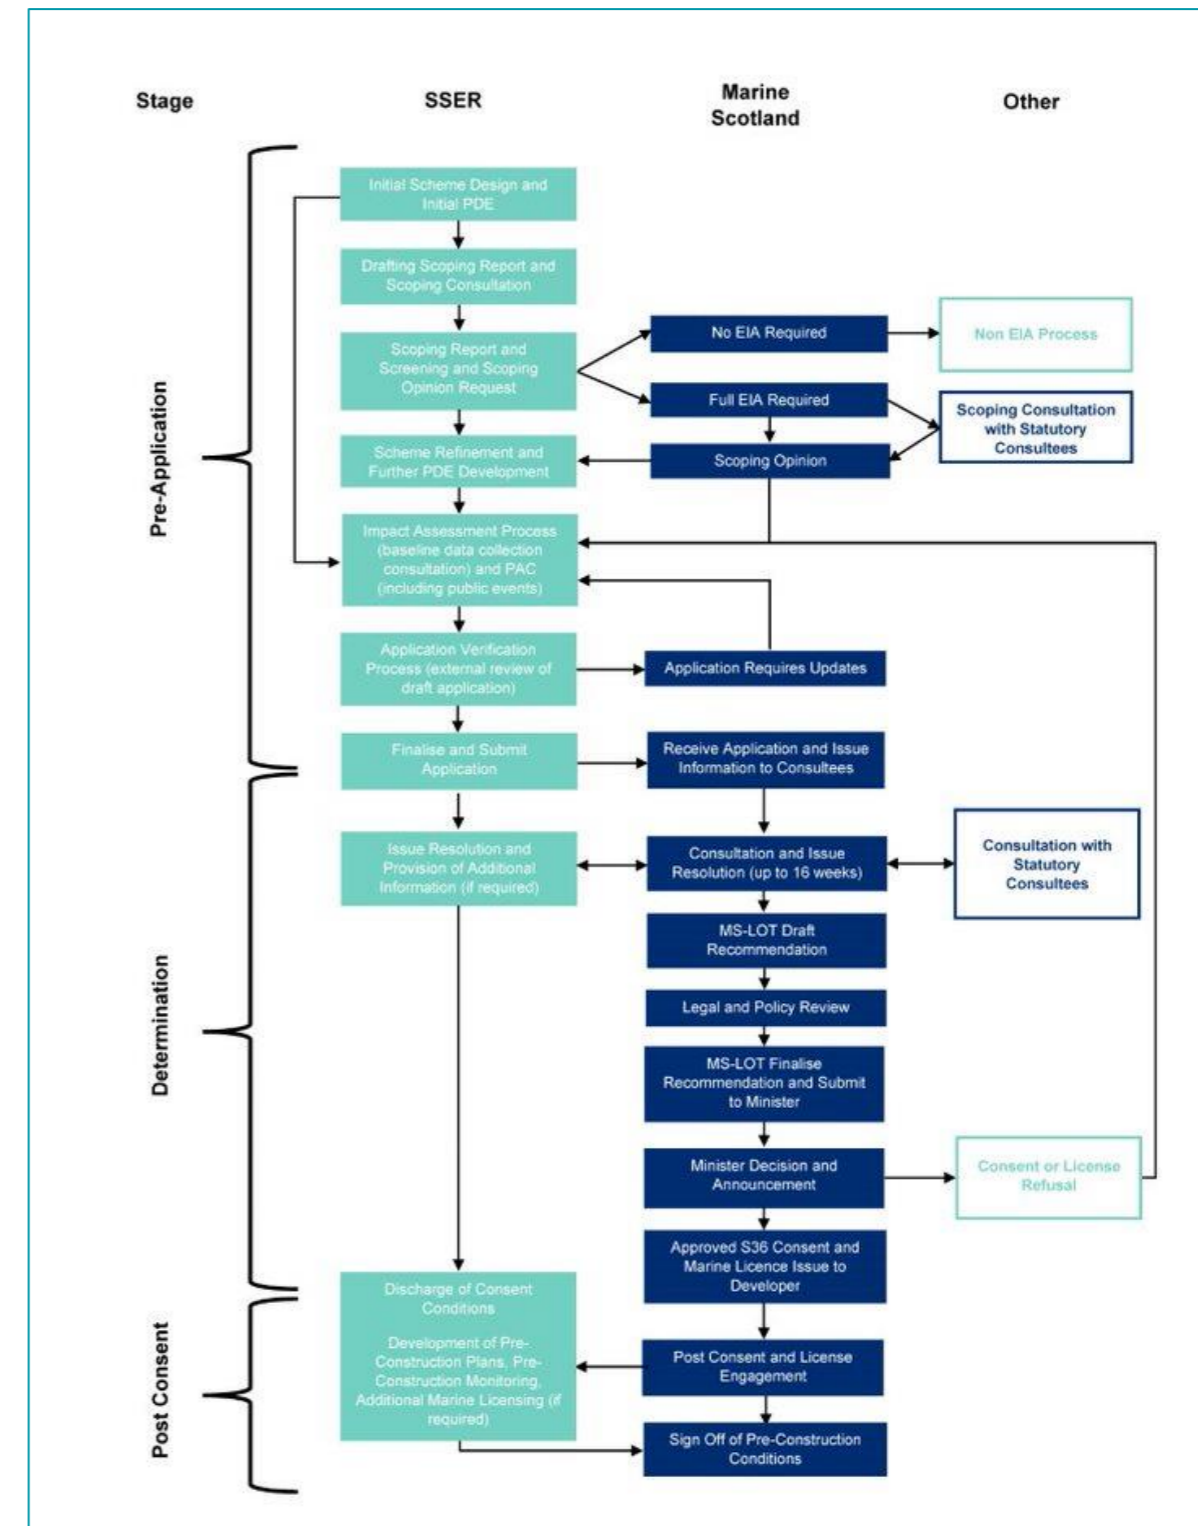 Stage
SSER
Marine
Scotland
Other
Pre-Application
Initial Scheme Design and
Initial PDE
Drafting Scoping Report and
Scoping Consultation
Scoping Report and
Screening and Scoping
Opinion Request
No EIA Required
Non EIA Process
Full EIA Required
Scoping Consultation
with Statutory
Consultees
Scheme Refinement and
Further PDE Development
Scoping Opinion
Impact Assessment Process
(baseline data collection
consultation) and PAC
(including public events)
Application Verification
Process (external review of
draft application)
Application Requires Updates
Finalise and Submit
Application
Receive Application and Issue
Information to Consultees
Determination
Issue Resolution and
Provision of Additional
Information (if required)
Consultation and Issue
Resolution (up to 16 weeks)
Consultation with
Statutory
Consultees
MS-LOT Draft
Recommendation
Legal and Policy Review
MS-LOT Finalise
Recommendation and Submit
to Minister
Minister Decision and
Announcement
Consent or License
Refusal
Approved S36 Consent and
Marine Licence Issue to
Developer
Post Consent
Discharge of Consent
Conditions
Development of Pre-
Construction Plans, Pre-
Construction Monitoring,
Additional Marine Licensing (if
required)
Post Consent and License
Engagement
Sign Off of Pre-Construction
Conditions